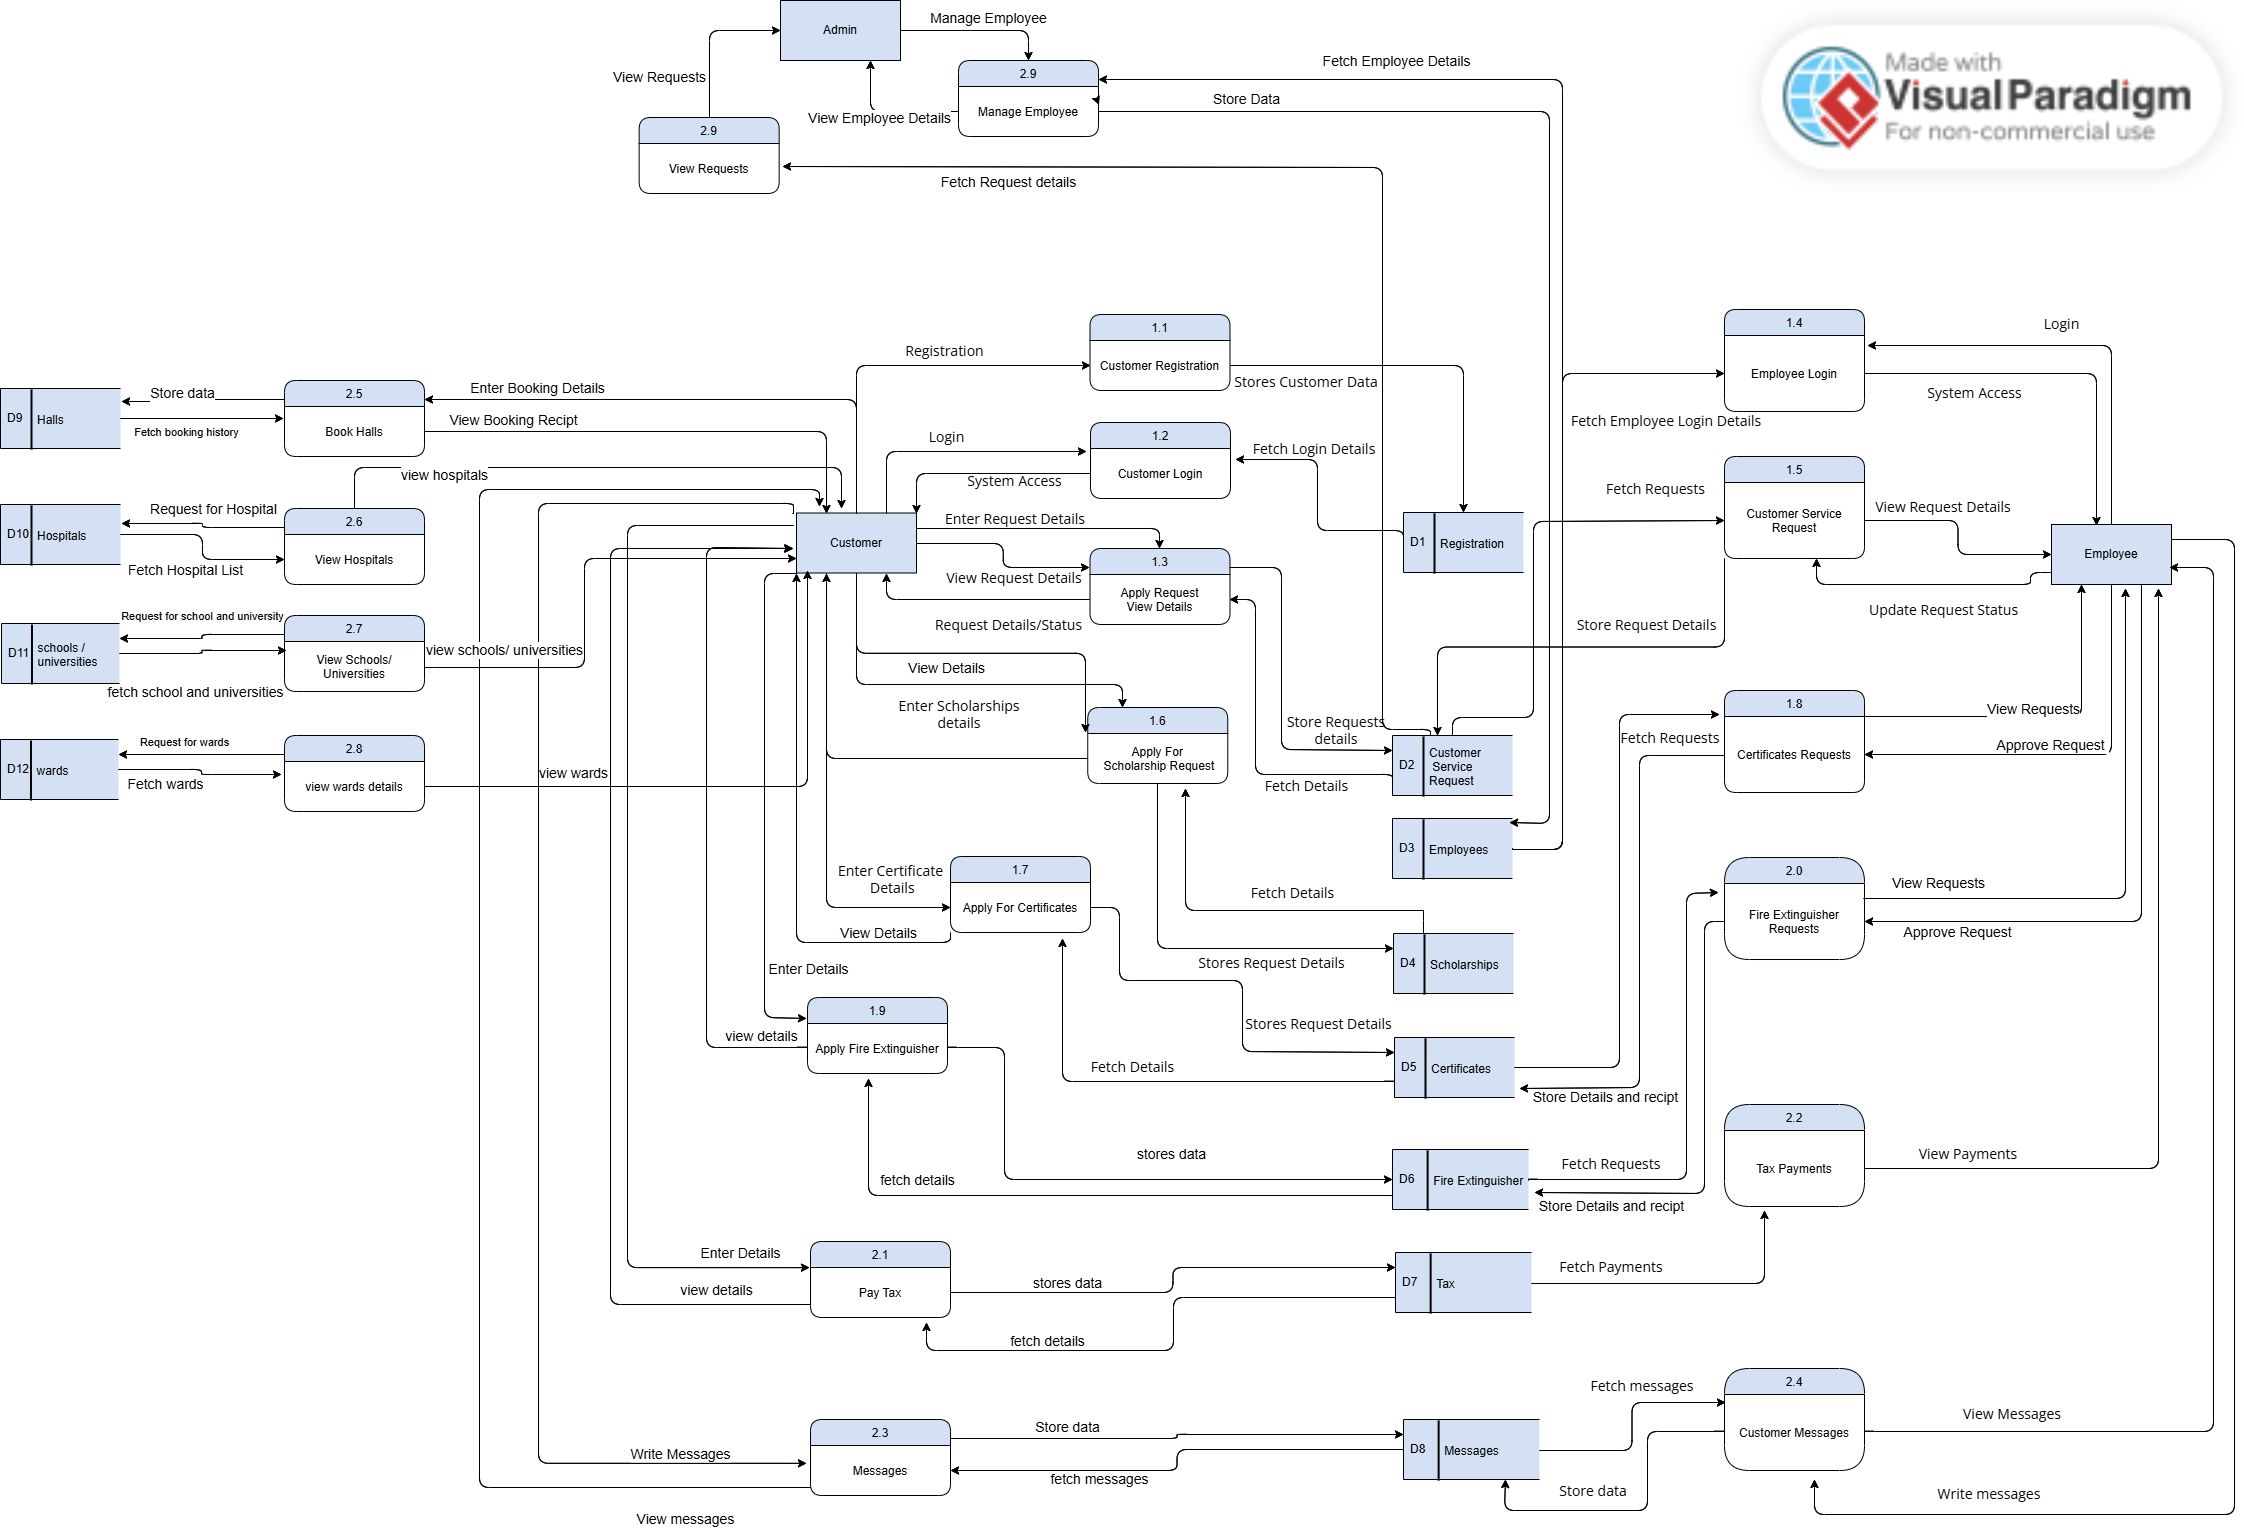 Admin
Manage Employee
Made with
Visual Paradigm
For non-commercial use
View Requests
2.9
Manage Employee
Fetch Employee Details
Store Data
View Employee Details
2.9
View Requests
Fetch Request details
1.1
Customer Registration
Registration
Stores Customer Data
1.4
Employee Login
Login
System Access
Fetch Employee Login Details
D9
Halls
Store data
Fetch booking history
2.5
Book Halls
Enter Booking Details
View Booking Recipt
Login
1.2
Customer Login
System Access
Fetch Login Details
view hospitals
1.5
Customer Service
Request
Fetch Requests
View Request Details
D10
Hospitals
Request for Hospital
Fetch Hospital List
2.6
View Hospitals
Customer
Enter Request Details
View Request Details
Request Details/Status
1.3
Apply Request
View Details
D1
Registration
Employee
Update Request Status
Store Request Details
D11
schools /
universities
Request for school and university
fetch school and universities
2.7
View Schools/
Universities
view schools/ universities
View Details
Enter Scholarships
details
1.6
Apply For
Scholarship Request
Store Requests
details
D2
Customer
Service
Request
Fetch Details
1.8
Certificates Requests
Fetch Requests
View Requests
Approve Request
D12
wards
Request for wards
Fetch wards
2.8
view wards details
view wards
D3
Employees
Enter Certificate
Details
1.7
Apply For Certificates
View Details
Fetch Details
2.0
Fire Extinguisher
Requests
View Requests
Approve Request
Enter Details
Stores Request Details
D4
Scholarships
1.9
Apply Fire Extinguisher
view details
Stores Request Details
Fetch Details
D5
Certificates
Store Details and recipt
2.2
Tax Payments
View Payments
stores data
fetch details
D6
Fire Extinguisher
Fetch Requests
Store Details and recipt
Enter Details
view details
2.1
Pay Tax
stores data
fetch details
D7
Tax
Fetch Payments
2.4
Customer Messages
Fetch messages
View Messages
Write Messages
2.3
Messages
Store data
fetch messages
D8
Messages
Store data
Write messages
View messages